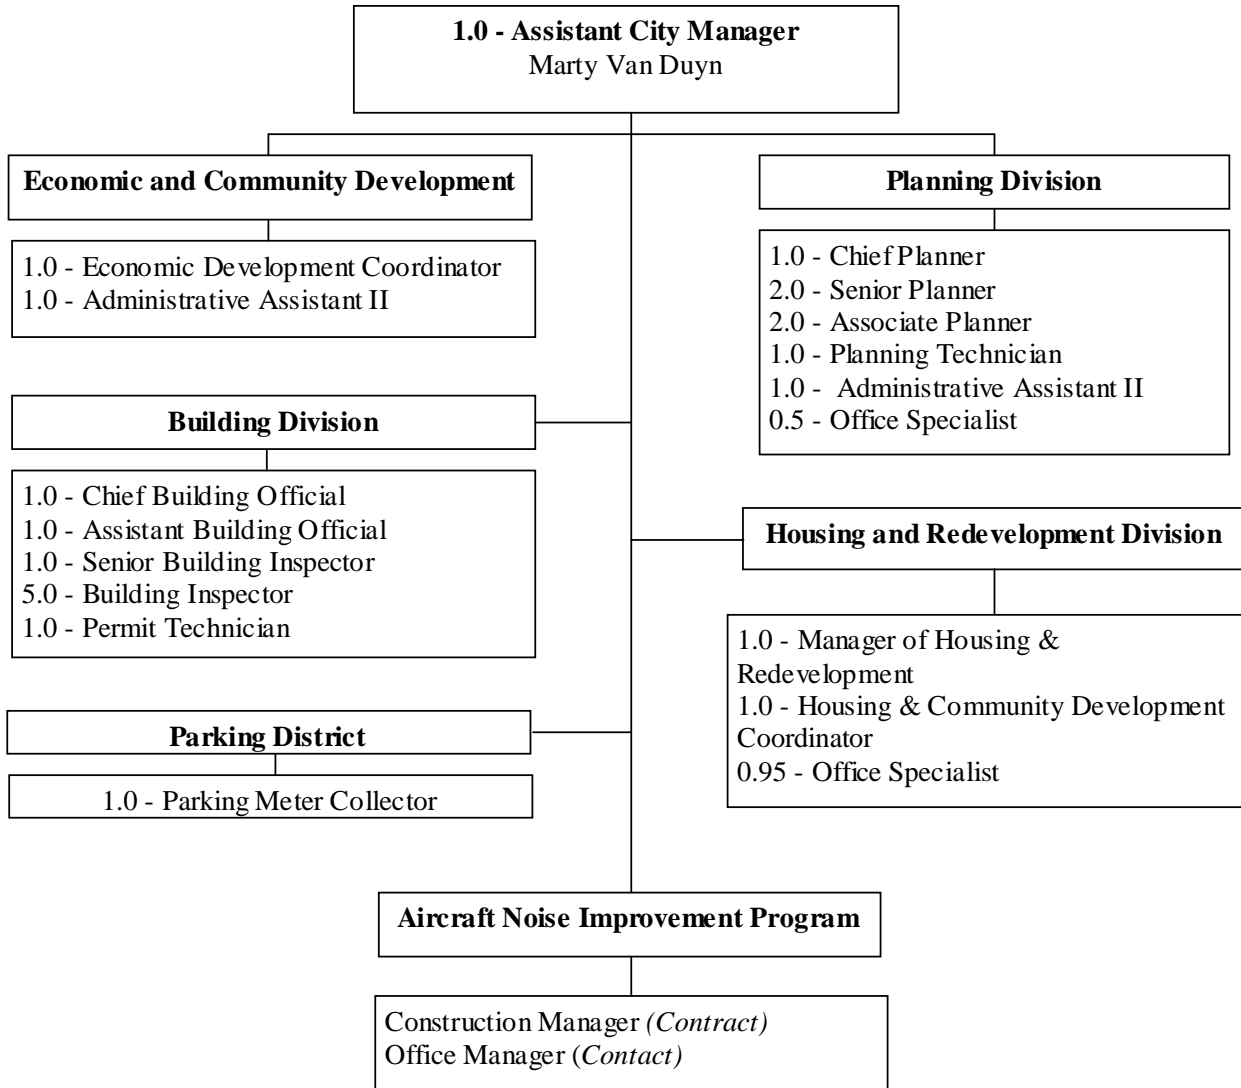 1.0 - Assistant City Manager
Marty Van Duyn
Economic and Community Development
1.0 - Economic Development Coordinator
1.0 - Administrative Assistant II
Planning Division
1.0 - Chief Planner
2.0 - Senior Planner
2.0 - Associate Planner
1.0 - Planning Technician
1.0 - Administrative Assistant II
0.5 - Office Specialist
Building Division
1.0 - Chief Building Official
1.0 - Assistant Building Official
1.0 - Senior Building Inspector
5.0 - Building Inspector
1.0 - Permit Technician
Housing and Redevelopment Division
1.0 - Manager of Housing &
Redevelopment
1.0 - Housing & Community Development
Coordinator
0.95 - Office Specialist
Parking District
1.0 - Parking Meter Collector
Aircraft Noise Improvement Program
Construction Manager (Contract)
Office Manager (Contact)